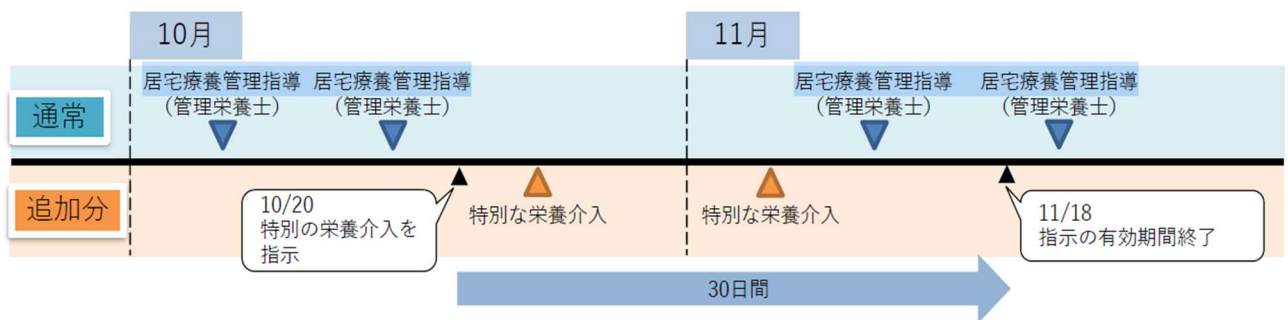 10月
11月
通常
居宅療養管理指導
(管理栄養士)
居宅療養管理指導
(管理栄養士)
居宅療養管理指導
(管理栄養士)
居宅療養管理指導
(管理栄養士)
追加分
10/20
特別の栄養介入を
指示
特別な栄養介入
特別な栄養介入
11/18
指示の有効期間終了
30日間